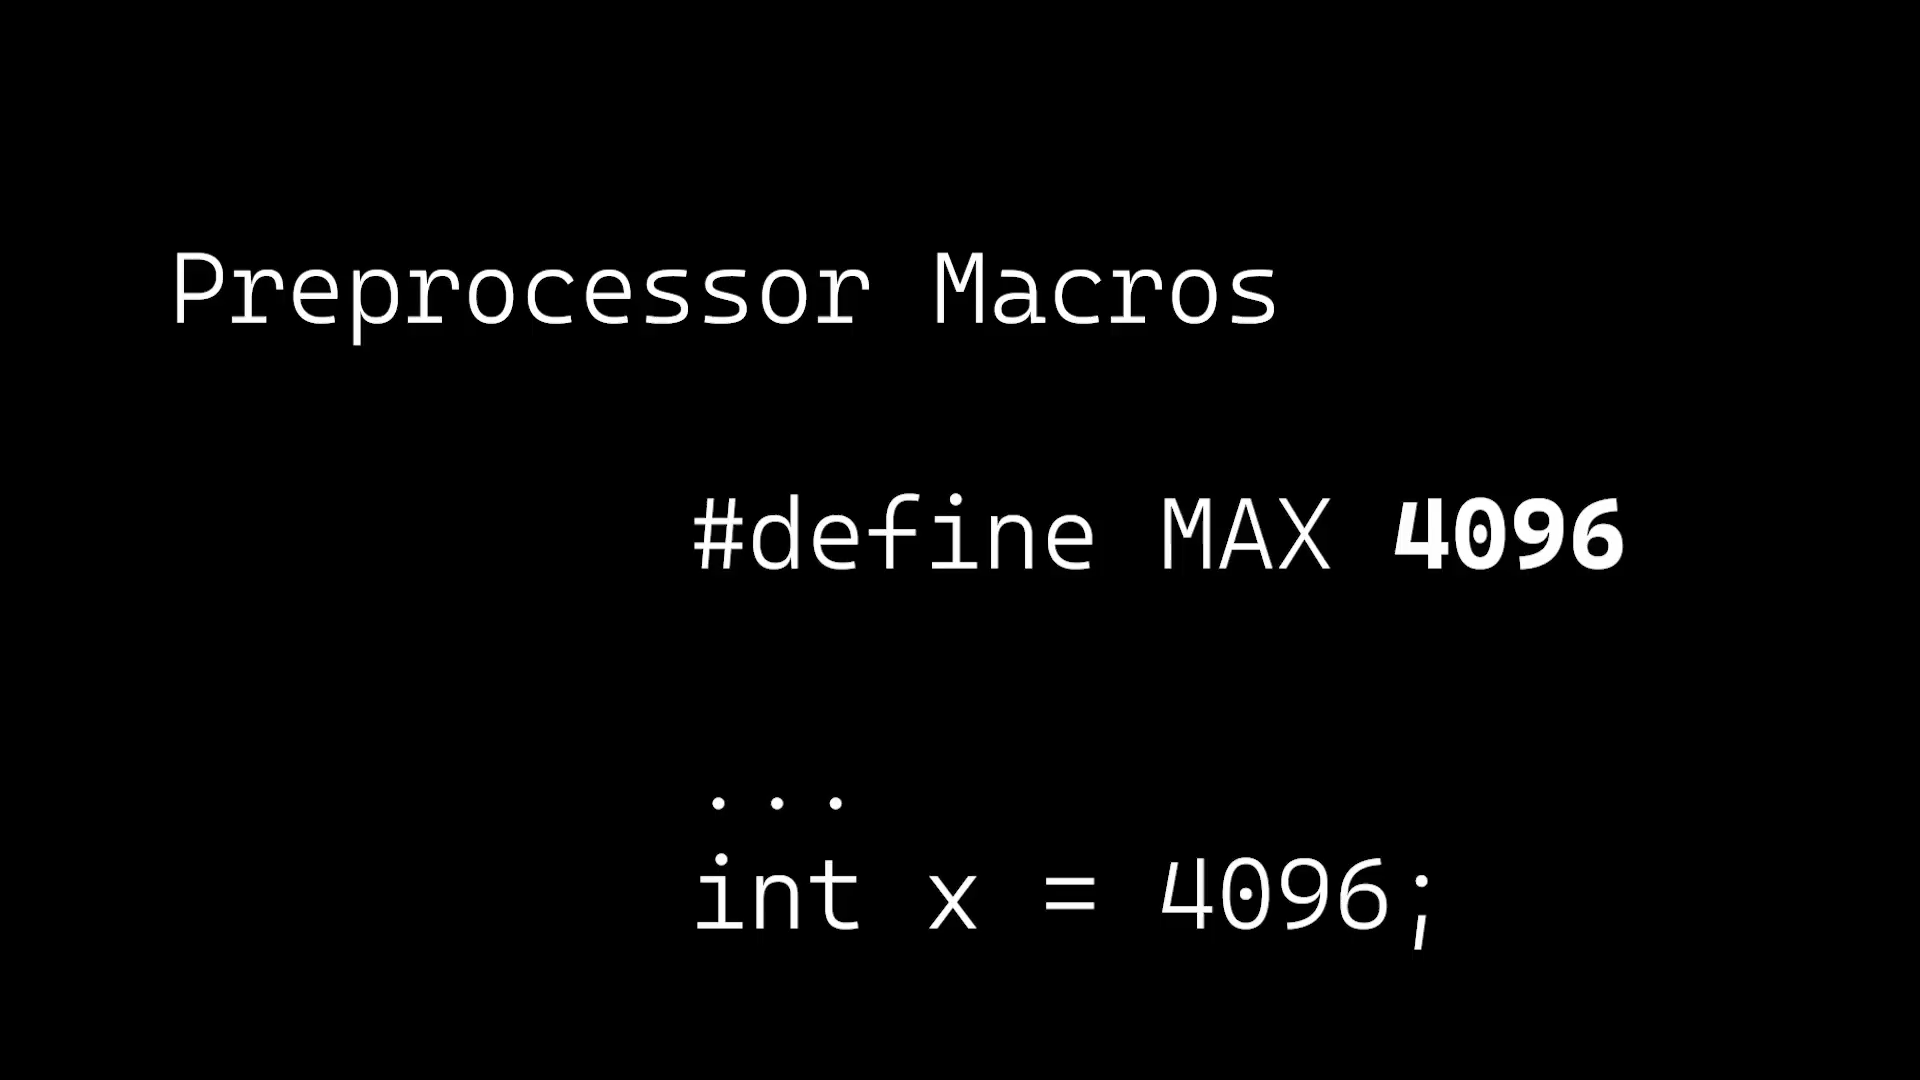 Preprocessor Macros
#define MAX 4096
...
int x = 4096;